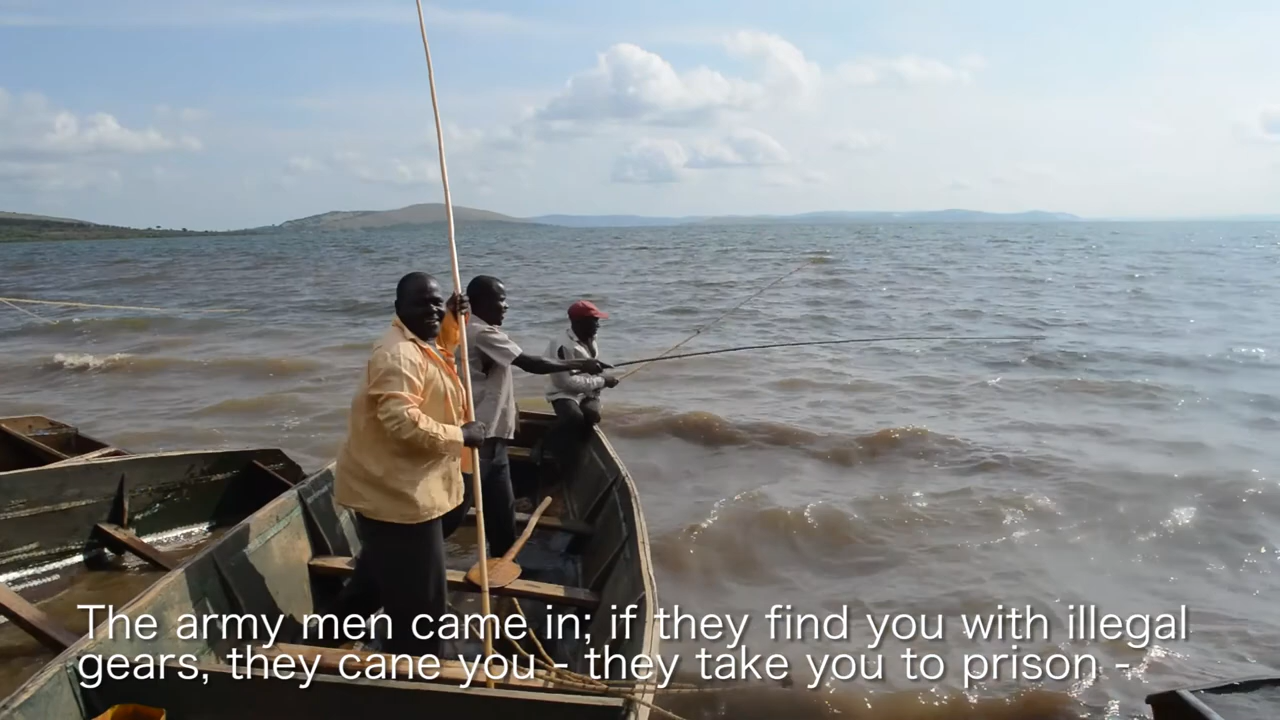 The army men came in; if they find you with illegal
gears, they cane you - they take you to prison -